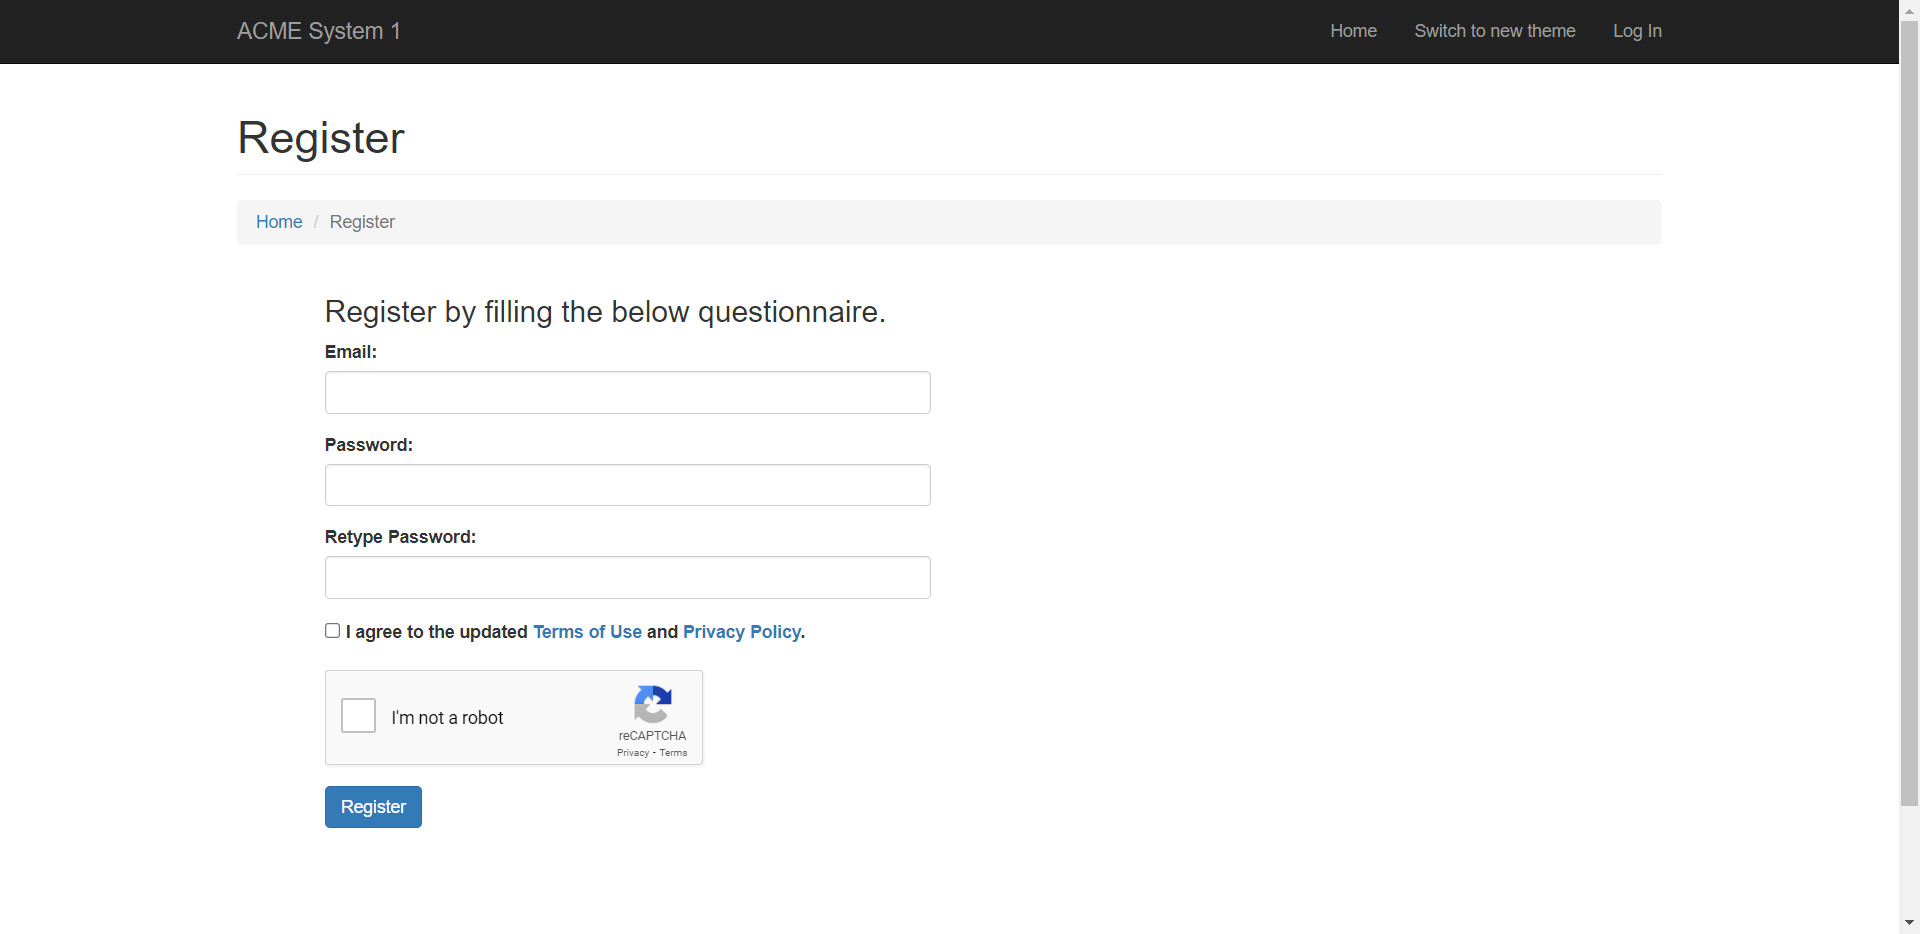 ACME System 1
Home
Switch to new theme
Log In
Register
Home / Register
Register by filling the below questionnaire.
Email:
Password:
Retype Password:
I agree to the updated Terms of Use and Privacy Policy.
I'm not a robot
reCAPTCHA
Privacy - Terms
Register